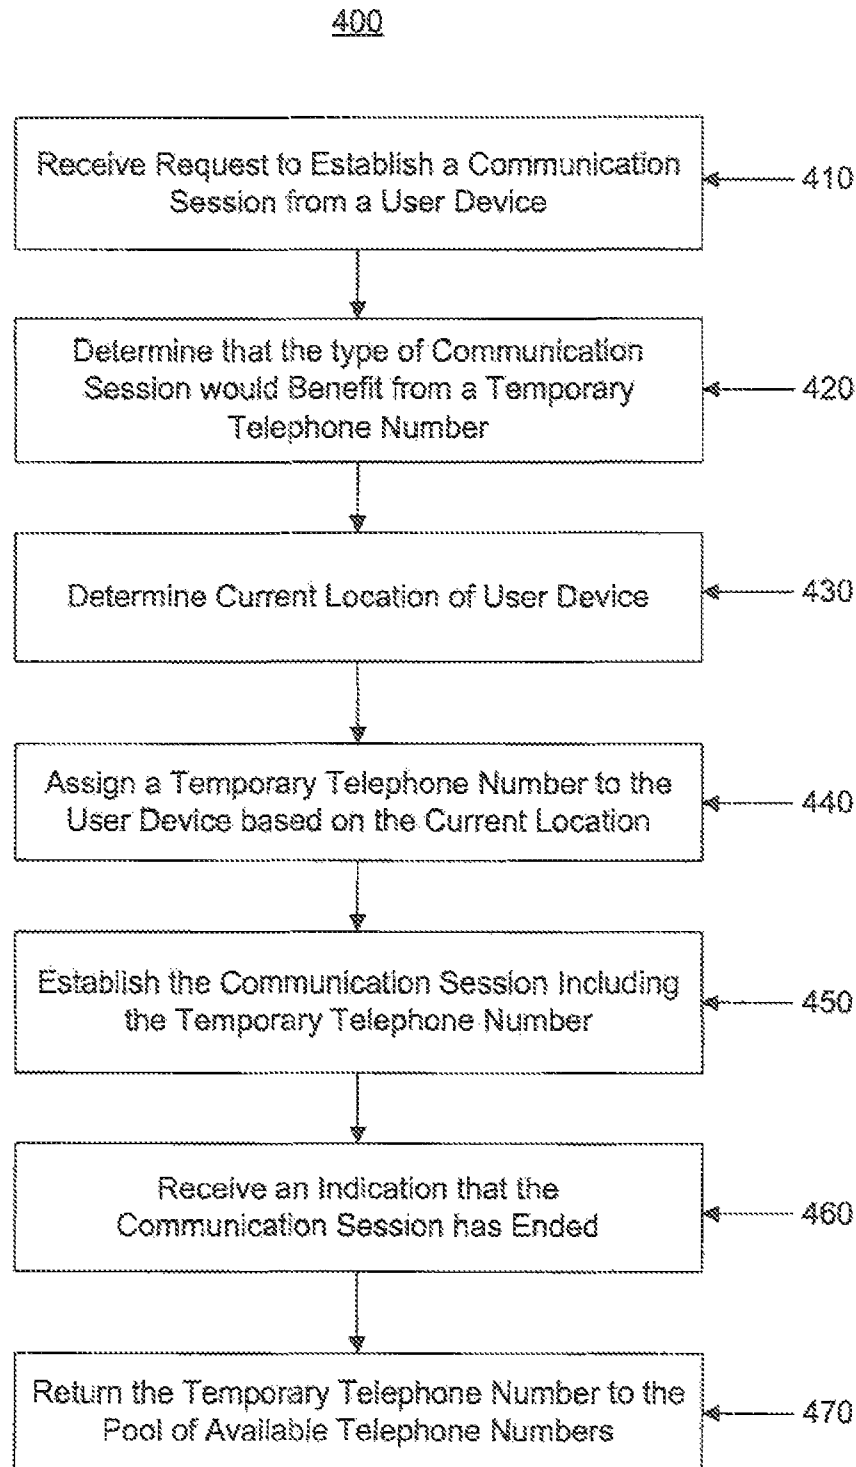 400
Receive Request to Establish a Communication
Session from a User Device
410
Determine that the type of Communication
Session would Benefit from a Temporary
Telephone Number
420
Determine Current Location of User Device
430
Assign a Temporary Telephone Number to the
User Device based on the Current Location
440
Establish the Communication Session Including
the Temporary Telephone Number
450
Receive an Indication that the
Communication Session has Ended
460
Return the Temporary Telephone Number to the
Pool of Available Telephone Numbers
470